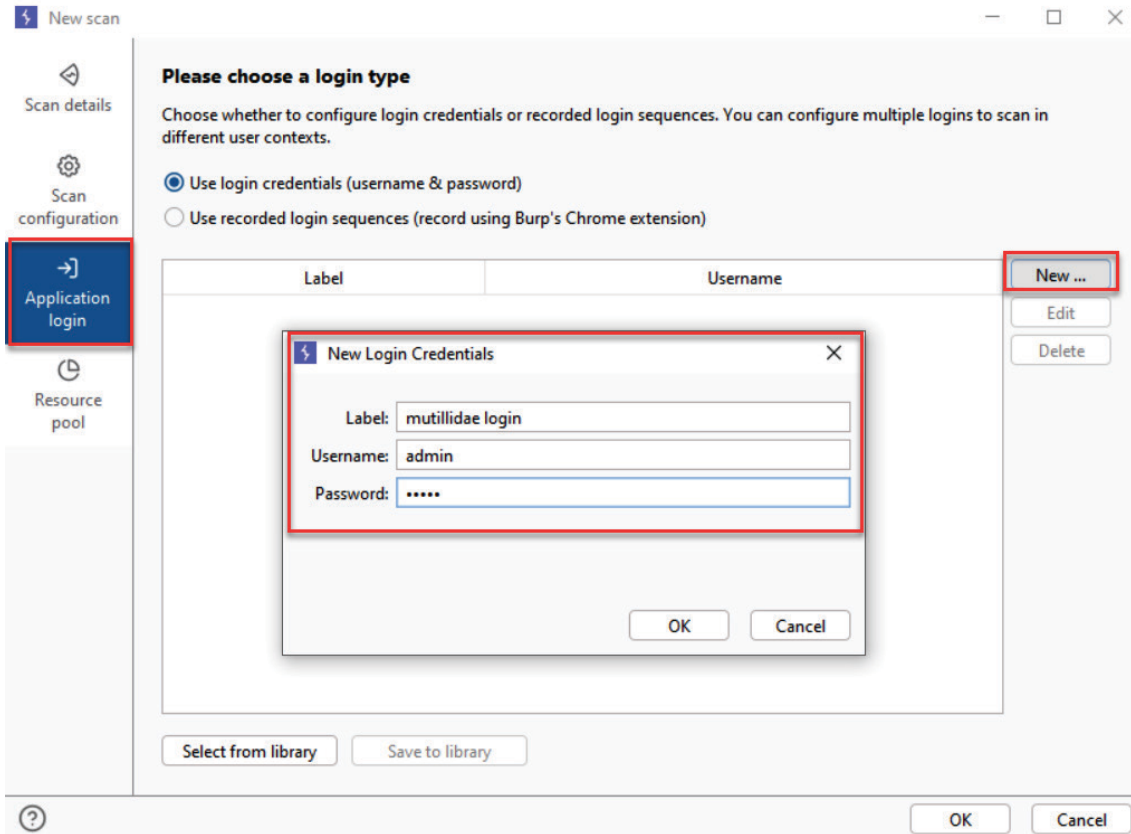 New scan
Scan details
Scan
configuration
Application
login
Resource
pool
Please choose a login type
Choose whether to configure login credentials or recorded login sequences. You can configure multiple logins to scan in
different user contexts.
Use login credentials (username & password)
Use recorded login sequences (record using Burp's Chrome extension)
Label Username
New ...
Edit
Delete
New Login Credentials
Label: mutillidae login
Username: admin
Password: •••••
OK Cancel
Select from library Save to library
? OK Cancel